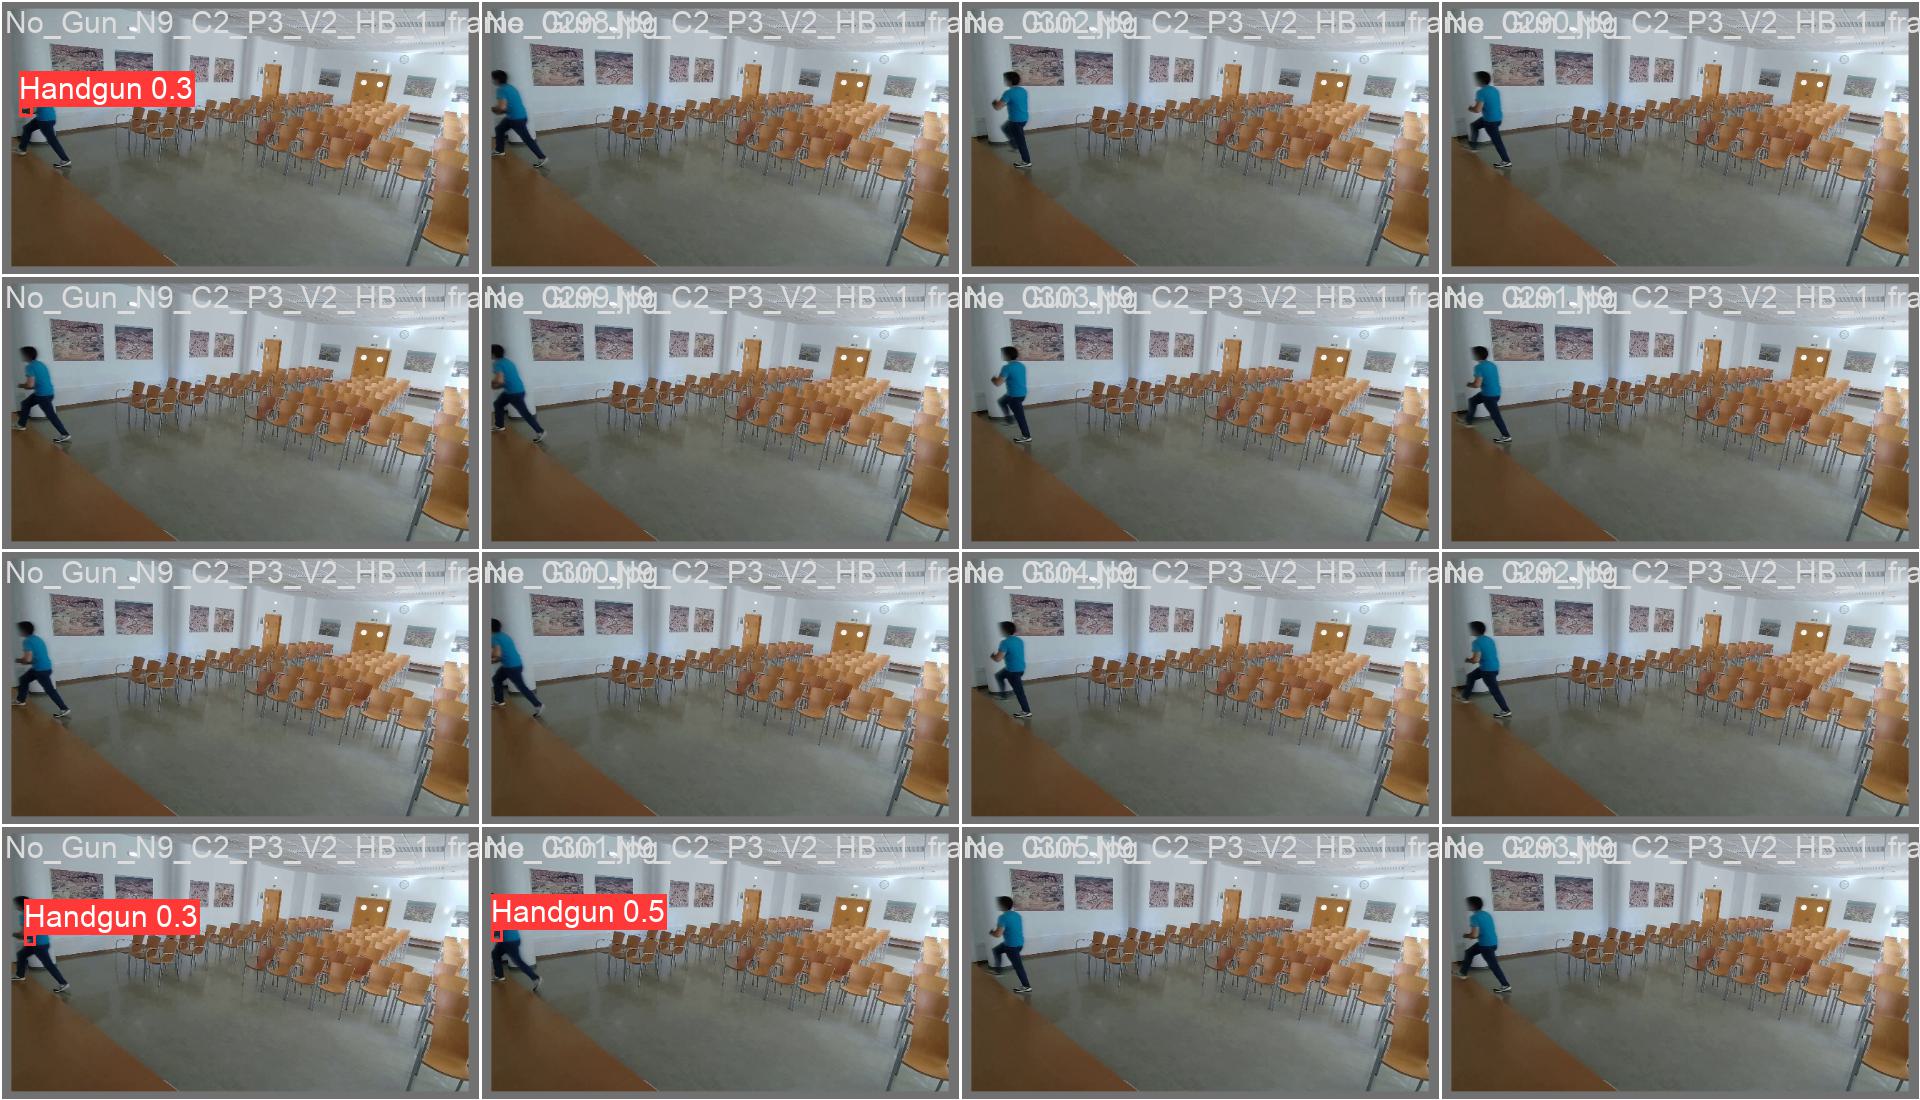 No_Gun_N9_C2_P3_V2_HB_1_frame_0298.jpg
No_Gun_N9_C2_P3_V2_HB_1_frame_0302.jpg
No_Gun_N9_C2_P3_V2_HB_1_frame_0290.jpg
No_Gun_N9_C2_P3_V2_HB_1_fra
Handgun 0.3
No_Gun_N9_C2_P3_V2_HB_1_frame_0299.jpg
No_Gun_N9_C2_P3_V2_HB_1_frame_0303.jpg
No_Gun_N9_C2_P3_V2_HB_1_frame_0291.jpg
No_Gun_N9_C2_P3_V2_HB_1_fra
No_Gun_N9_C2_P3_V2_HB_1_frame_0300.jpg
No_Gun_N9_C2_P3_V2_HB_1_frame_0304.jpg
No_Gun_N9_C2_P3_V2_HB_1_frame_0292.jpg
No_Gun_N9_C2_P3_V2_HB_1_fra
No_Gun_N9_C2_P3_V2_HB_1_frame_0301.jpg
No_Gun_N9_C2_P3_V2_HB_1_frame_0305.jpg
No_Gun_N9_C2_P3_V2_HB_1_frame_0293.jpg
No_Gun_N9_C2_P3_V2_HB_1_fra
Handgun 0.3
Handgun 0.5